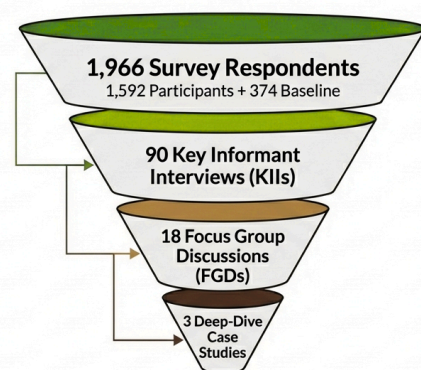 1,966 Survey Respondents
1,592 Participants + 374 Baseline
90 Key Informant
Interviews (KIIs)
18 Focus Group
Discussions
(FGDs)
3 Deep-Dive
Case
Studies